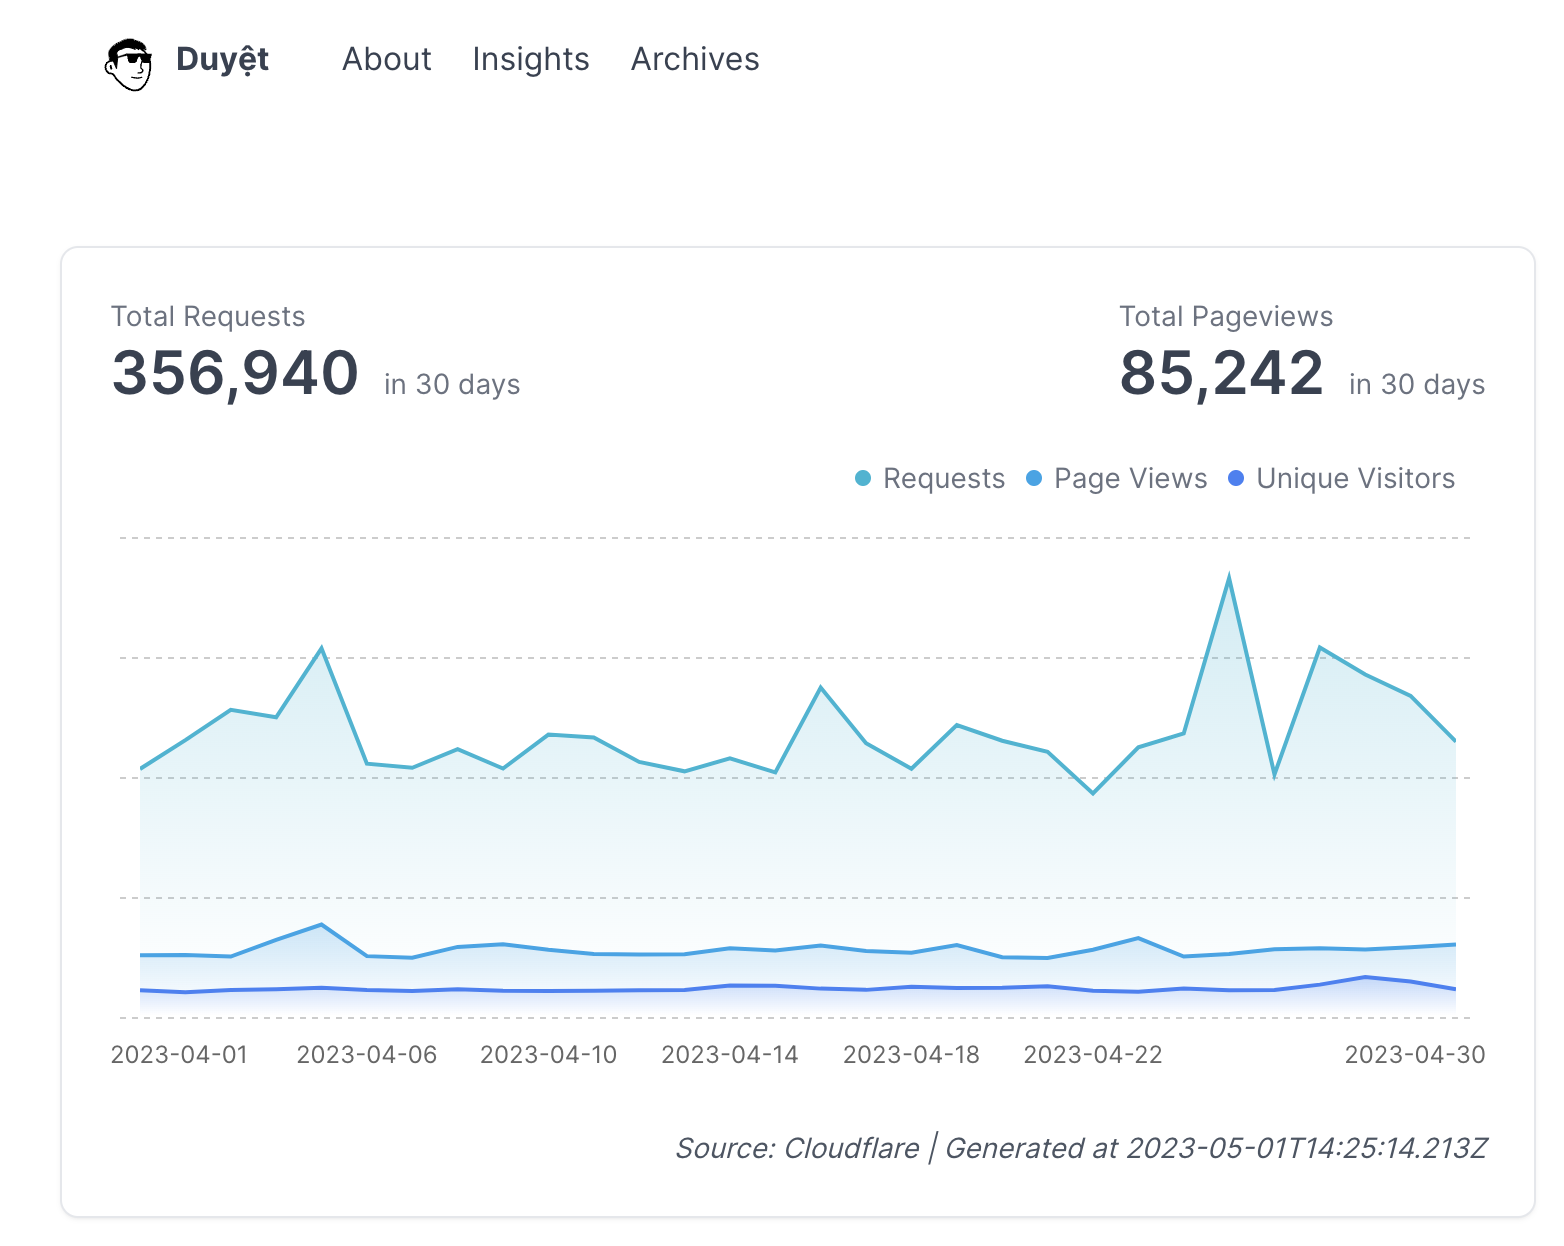 Duyệt About Insights Archives
Total Requests
356,940 in 30 days
Total Pageviews
85,242 in 30 days
Requests Page Views Unique Visitors
2023-04-01 2023-04-06 2023-04-10 2023-04-14 2023-04-18 2023-04-22 2023-04-30
Source: Cloudflare | Generated at 2023-05-01T14:25:14.213Z